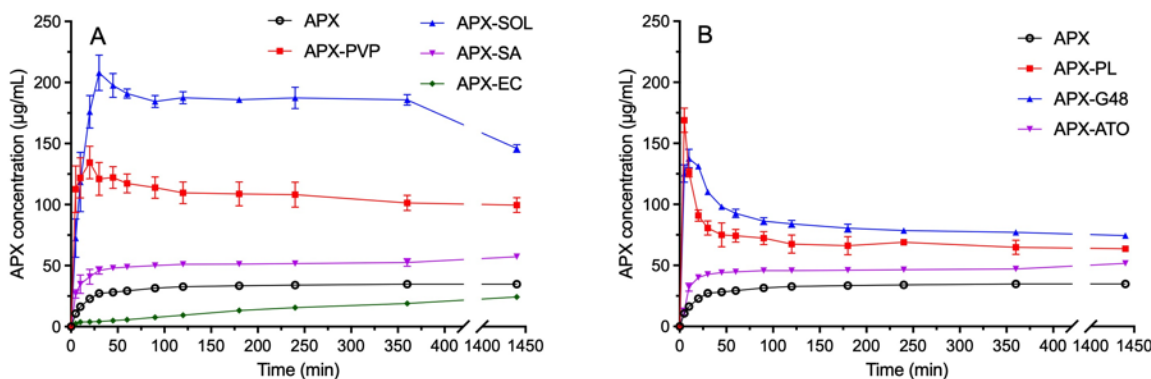 A
APX
APX-PVP
APX-SOL
APX-SA
APX-EC
APX concentration (µg/mL)
250
200
150
100
50
0
0 50 100 150 200 250 300 350 400 1400 1450
Time (min)
B
APX
APX-PL
APX-G48
APX-ATO
APX concentration (µg/mL)
250
200
150
100
50
0
0 50 100 150 200 250 300 350 400 1400 1450
Time (min)